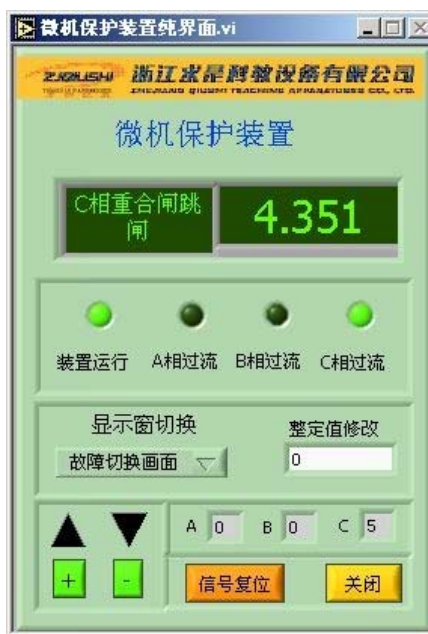 微机保护装置纯界面.vi
浙江求是科教设备有限公司
ZHEJIANG QIUSHI TEACHING APPARATUSES CO., LTD.
微机保护装置
C相重合闸跳闸
4.351
装置运行 A相过流 B相过流 C相过流
显示窗切换 整定值修改
故障切换画面 0
A 0 B 0 C 5
+ - 信号复位 关闭